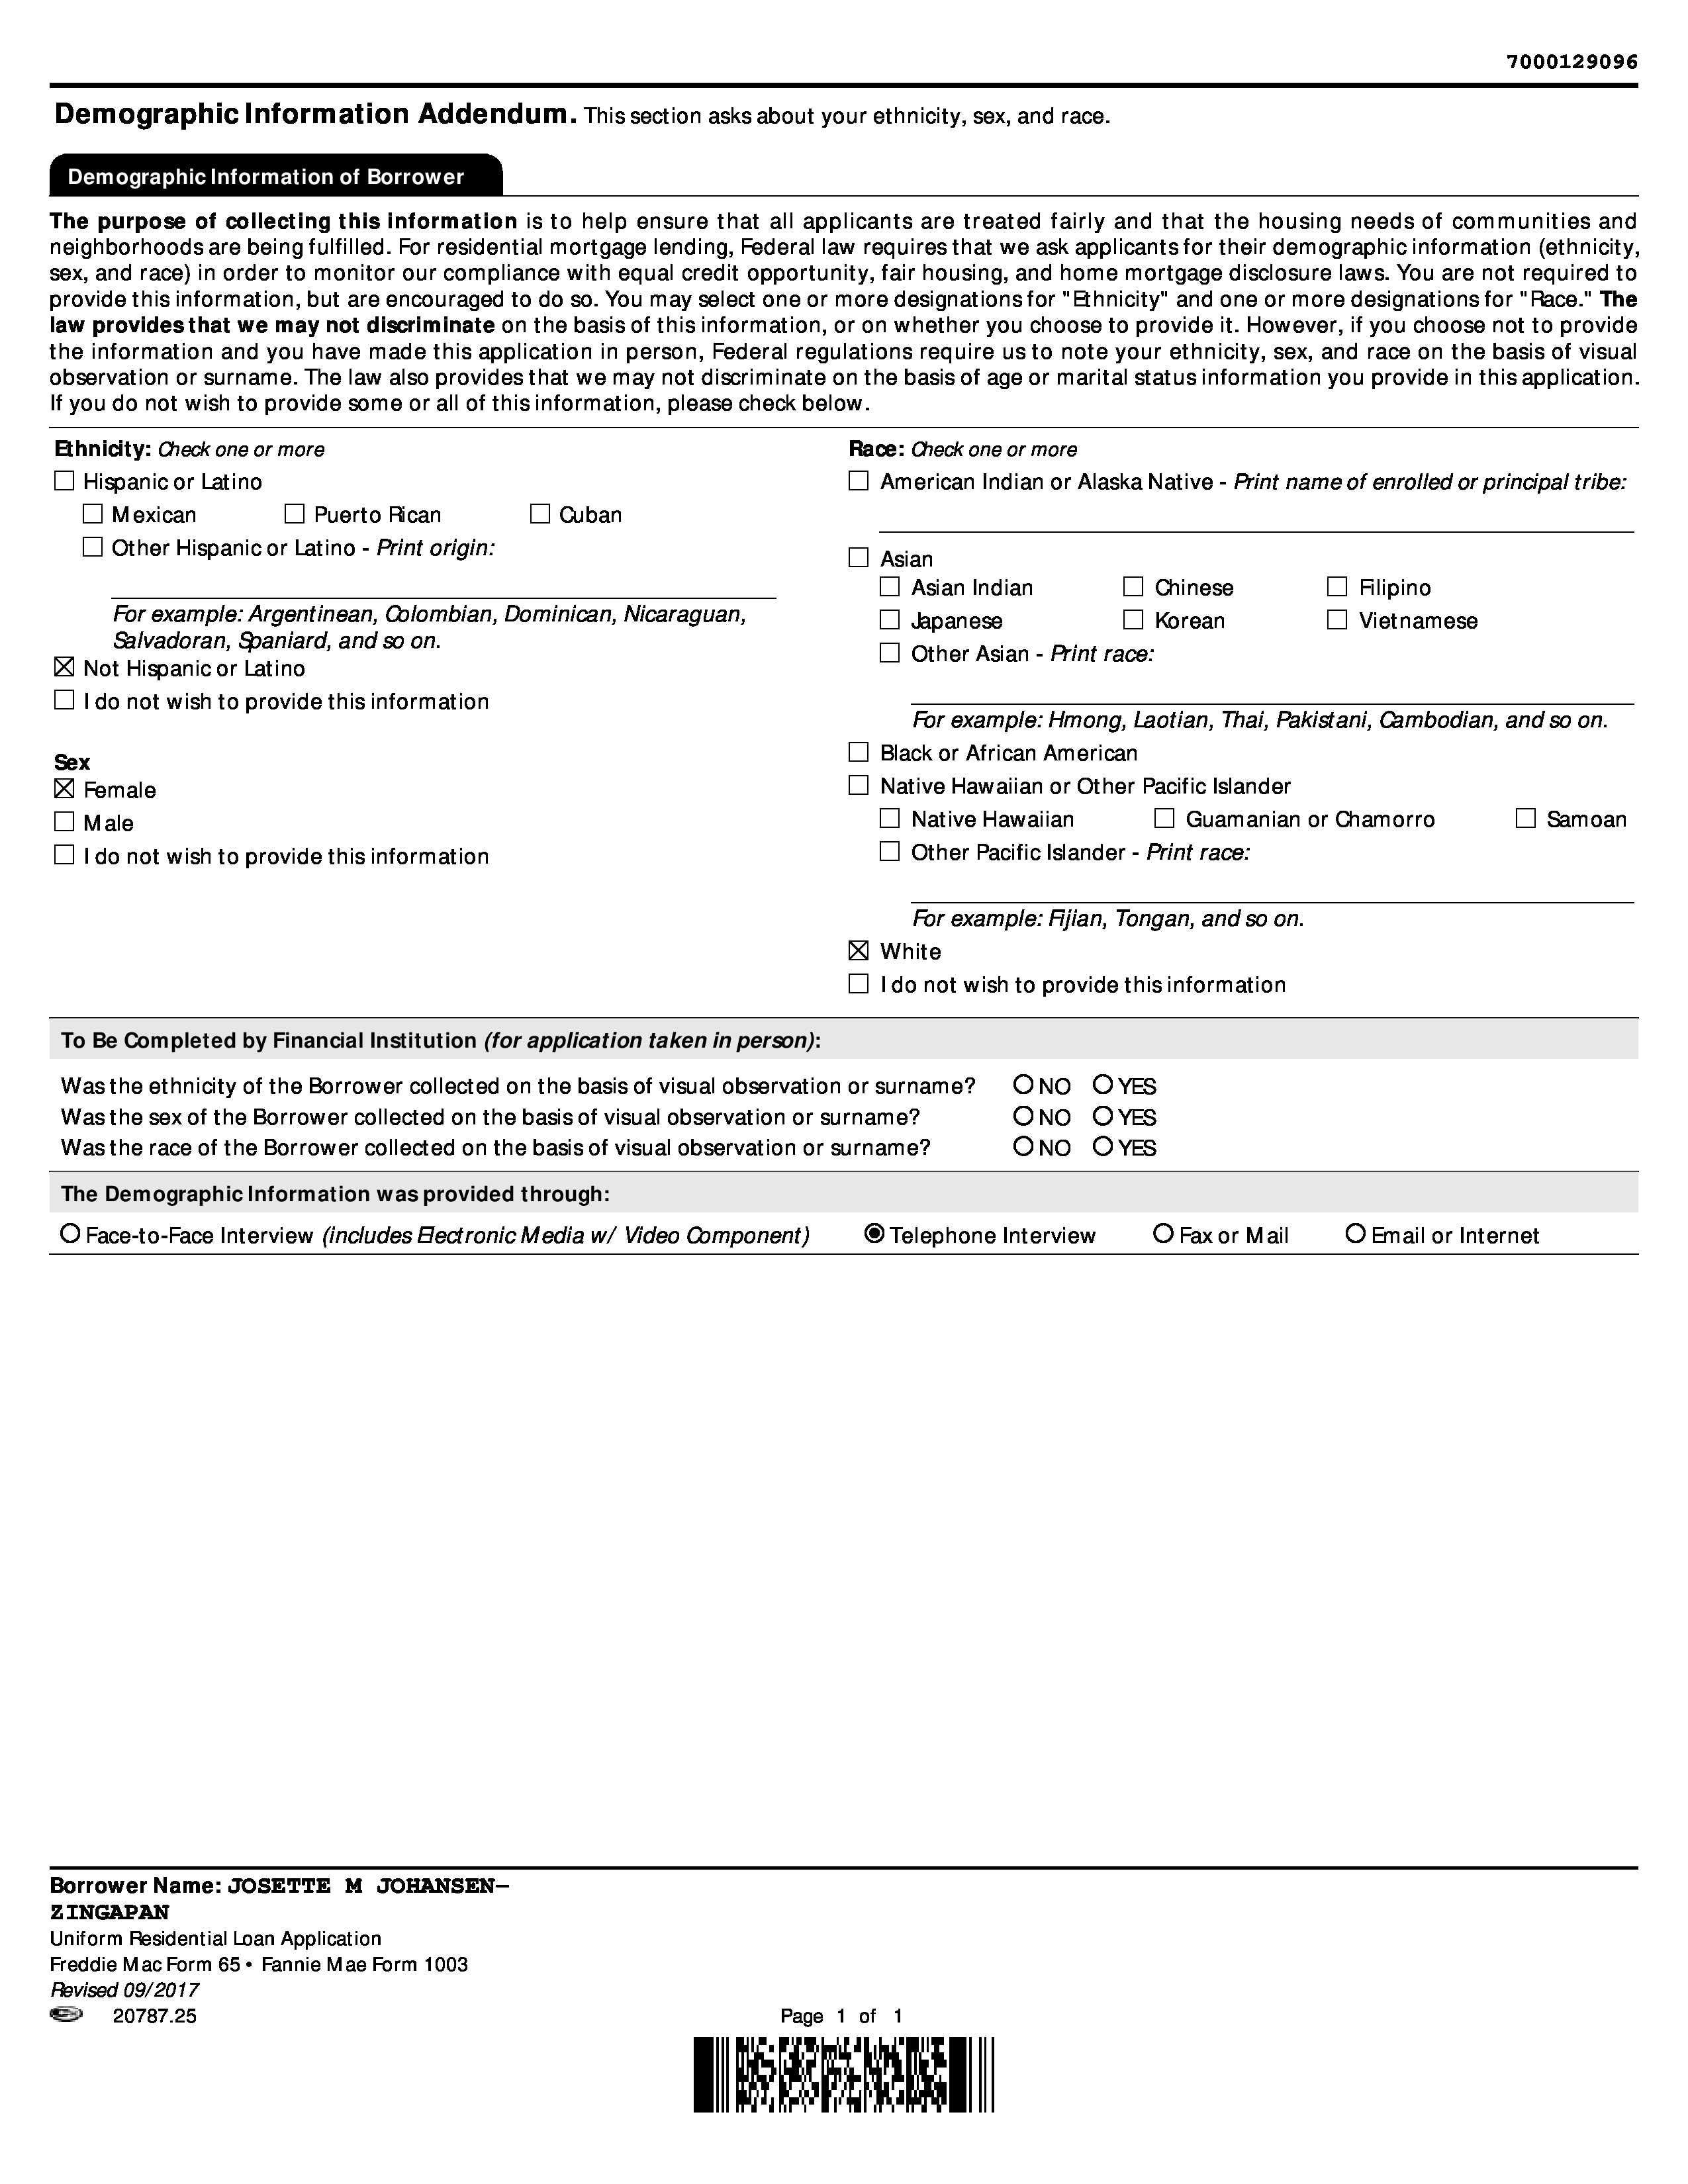 7000129096
Demographic Information Addendum. This section asks about your ethnicity, sex, and race.
Demographic Information of Borrower
The purpose of collecting this information is to help ensure that all applicants are treated fairly and that the housing needs of communities and
neighborhoods are being fulfilled. For residential mortgage lending, Federal law requires that we ask applicants for their demographic information (ethnicity,
sex, and race) in order to monitor our compliance with equal credit opportunity, fair housing, and home mortgage disclosure laws. You are not required to
provide this information, but are encouraged to do so. You may select one or more designations for "Ethnicity" and one or more designations for "Race." The
law provides that we may not discriminate on the basis of this information, or on whether you choose to provide it. However, if you choose not to provide
the information and you have made this application in person, Federal regulations require us to note your ethnicity, sex, and race on the basis of visual
observation or surname. The law also provides that we may not discriminate on the basis of age or marital status information you provide in this application.
If you do not wish to provide some or all of this information, please check below.
Ethnicity: Check one or more
Hispanic or Latino
Mexican Puerto Rican Cuban
Other Hispanic or Latino - Print origin:
For example: Argentinean, Colombian, Dominican, Nicaraguan,
Salvadoran, Spaniard, and so on.
Not Hispanic or Latino
I do not wish to provide this information
Sex
Female
Male
I do not wish to provide this information
Race: Check one or more
American Indian or Alaska Native - Print name of enrolled or principal tribe:
Asian
Asian Indian Chinese Filipino
Japanese Korean Vietnamese
Other Asian - Print race:
For example: Hmong, Laotian, Thai, Pakistani, Cambodian, and so on.
Black or African American
Native Hawaiian or Other Pacific Islander
Native Hawaiian Guamanian or Chamorro Samoan
Other Pacific Islander - Print race:
For example: Fijian, Tongan, and so on.
White
I do not wish to provide this information
To Be Completed by Financial Institution (for application taken in person):
Was the ethnicity of the Borrower collected on the basis of visual observation or surname? NO YES
Was the sex of the Borrower collected on the basis of visual observation or surname? NO YES
Was the race of the Borrower collected on the basis of visual observation or surname? NO YES
The Demographic Information was provided through:
Face-to-Face Interview (includes Electronic Media w/ Video Component) Telephone Interview Fax or Mail Email or Internet
Borrower Name: JOSETTE M JOHANSEN-
ZINGAPAN
Uniform Residential Loan Application
Freddie Mac Form 65 • Fannie Mae Form 1003
Revised 09/2017
20787.25 Page 1 of 1